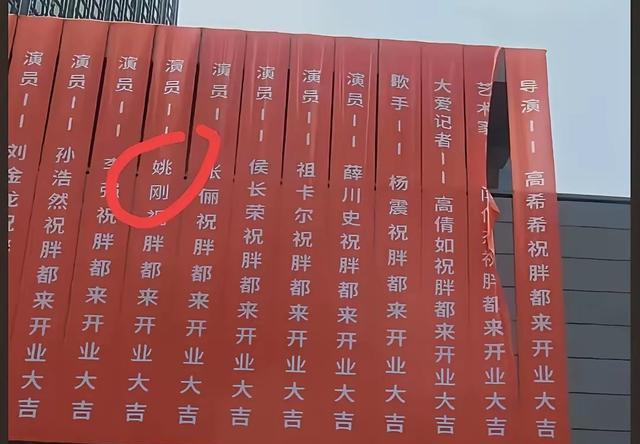 导演——高希希祝胖都来开业大吉
艺术家 祝胖都来开业大吉
大爱记者——高倩如祝胖都来开业大吉
歌手——杨震祝胖都来开业大吉
演员——薛川史祝胖都来开业大吉
演员——祖卡尔祝胖都来开业大吉
演员——侯长荣祝胖都来开业大吉
演员——张俪祝胖都来开业大吉
演员——姚刚祝胖都来开业大吉
演员——李强祝胖都来开业大吉
演员——孙浩然祝胖都来开业大吉
员——刘金龙祝